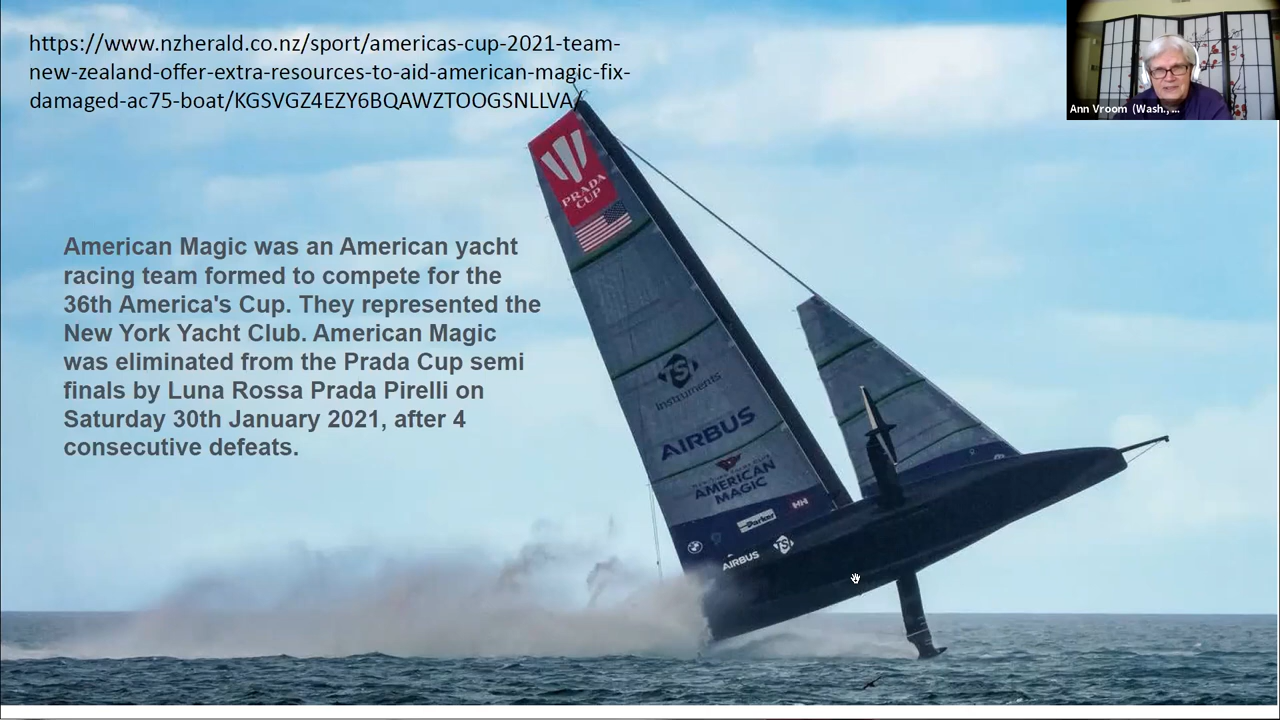 https://www.nzherald.co.nz/sport/americas-cup-2021-team-
new-zealand-offer-extra-resources-to-aid-american-magic-fix-
damaged-ac75-boat/KGSVGZ4EZY6BQAWZTOOGSNLLVA/
Ann Vroom (Wash., ...
PRADA
CUP
American Magic was an American yacht
racing team formed to compete for the
36th America's Cup. They represented the
New York Yacht Club. American Magic
was eliminated from the Prada Cup semi
finals by Luna Rossa Prada Pirelli on
Saturday 30th January 2021, after 4
consecutive defeats.
Instruments
AIRBUS
AMERICAN
MAGIC
HH
Parker
AIRBUS